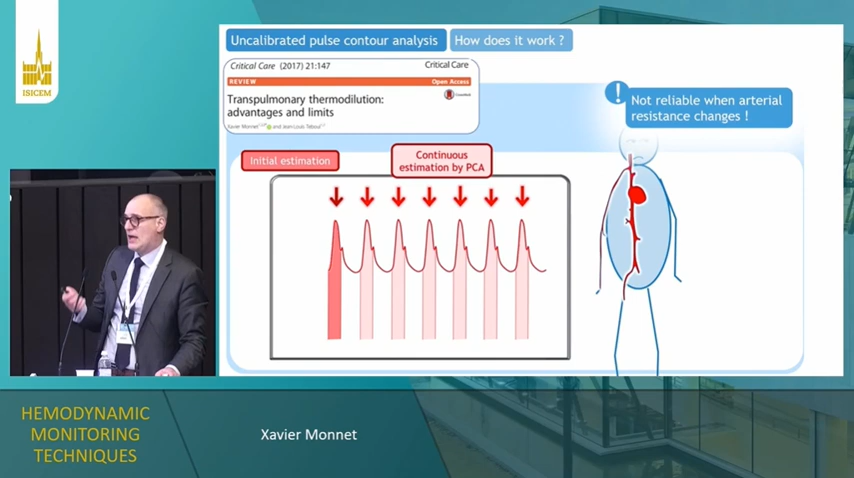 ISICEM
Uncalibrated pulse contour analysis
How does it work ?
Critical Care (2017) 21:147
Critical Care
REVIEW
Open Access
Transpulmonary thermodilution:
advantages and limits
Xavier Monnet
and Jean-Louis Teboul
!
Not reliable when arterial
resistance changes !
Initial estimation
Continuous
estimation by PCA
HEMODYNAMIC
MONITORING
TECHNIQUES
Xavier Monnet